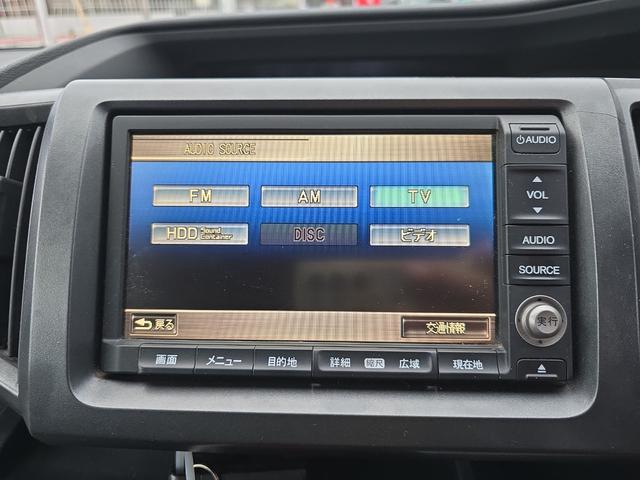 AUDIO SOURCE
FM AM TV
HDD Sound Container DISC ビデオ
戻る 交通情報
AUDIO
VOL
AUDIO
SOURCE
実行
画面 メニュー 目的地 詳細 縮尺 広域 現在地